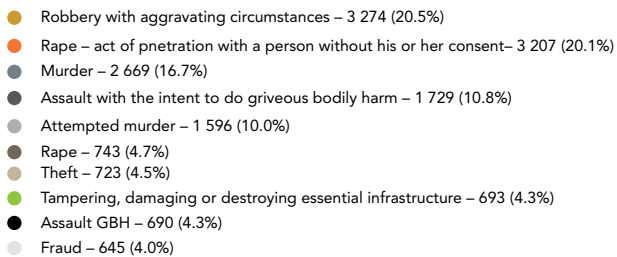 Robbery with aggravating circumstances – 3 274 (20.5%)
Rape – act of pnetration with a person without his or her consent– 3 207 (20.1%)
Murder – 2 669 (16.7%)
Assault with the intent to do griveous bodily harm – 1 729 (10.8%)
Attempted murder – 1 596 (10.0%)
Rape – 743 (4.7%)
Theft – 723 (4.5%)
Tampering, damaging or destroying essential infrastructure – 693 (4.3%)
Assault GBH – 690 (4.3%)
Fraud – 645 (4.0%)